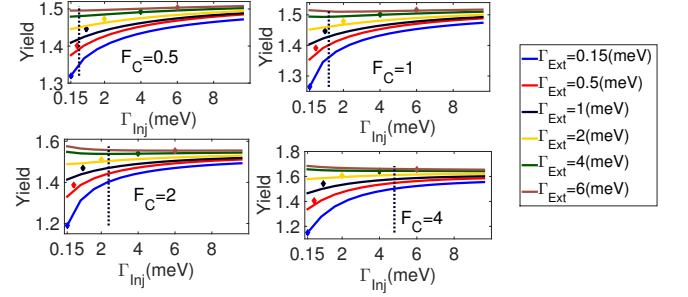 Yield
1.5
1.4
1.3
F_C=0.5
0.15 2 4 6 8
Γ_Inj(meV)
Yield
1.5
1.4
1.3
F_C=1
0.15 2 4 6 8
Γ_Inj(meV)
Yield
1.6
1.4
1.2
F_C=2
0.15 2 4 6 8
Γ_Inj(meV)
Yield
1.8
1.6
1.4
1.2
F_C=4
0.15 2 4 6 8
Γ_Inj(meV)
Γ_Ext=0.15(meV)
Γ_Ext=0.5(meV)
Γ_Ext=1(meV)
Γ_Ext=2(meV)
Γ_Ext=4(meV)
Γ_Ext=6(meV)